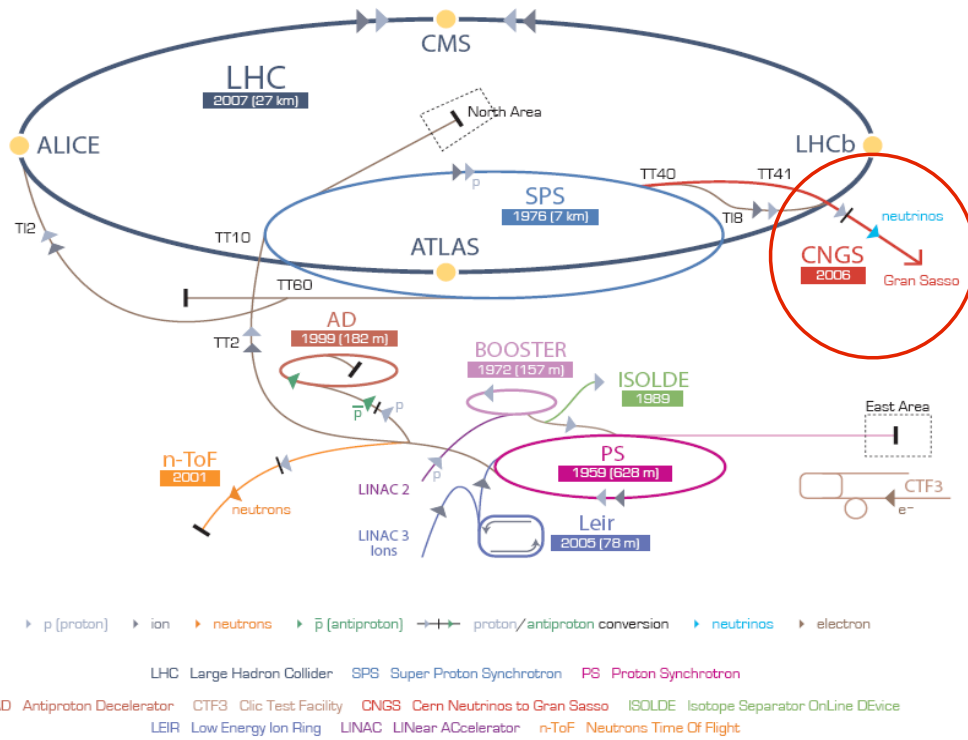 CMS
LHC
2007 (27 km)
North Area
ALICE
LHCb
TT40
TT41
SPS
1976 (7 km)
p
TI8
neutrinos
TI2
TT10
ATLAS
CNGS
2006
Gran Sasso
TT60
AD
1999 (182 m)
TT2
BOOSTER
1972 (157 m)
ISOLDE
1989
p̅
p
East Area
n-ToF
2001
PS
1959 (628 m)
LINAC 2
p
neutrons
CTF3
e⁻
LINAC 3
Ions
Leir
2005 (78 m)
p (proton) ion neutrons p̅ (antiproton) proton/antiproton conversion neutrinos electron
LHC Large Hadron Collider SPS Super Proton Synchrotron PS Proton Synchrotron
D Antiproton Decelerator CTF3 Clic Test Facility CNGS Cern Neutrinos to Gran Sasso ISOLDE Isotope Separator OnLine DEvice
LEIR Low Energy Ion Ring LINAC LINear ACcelerator n-ToF Neutrons Time Of Flight